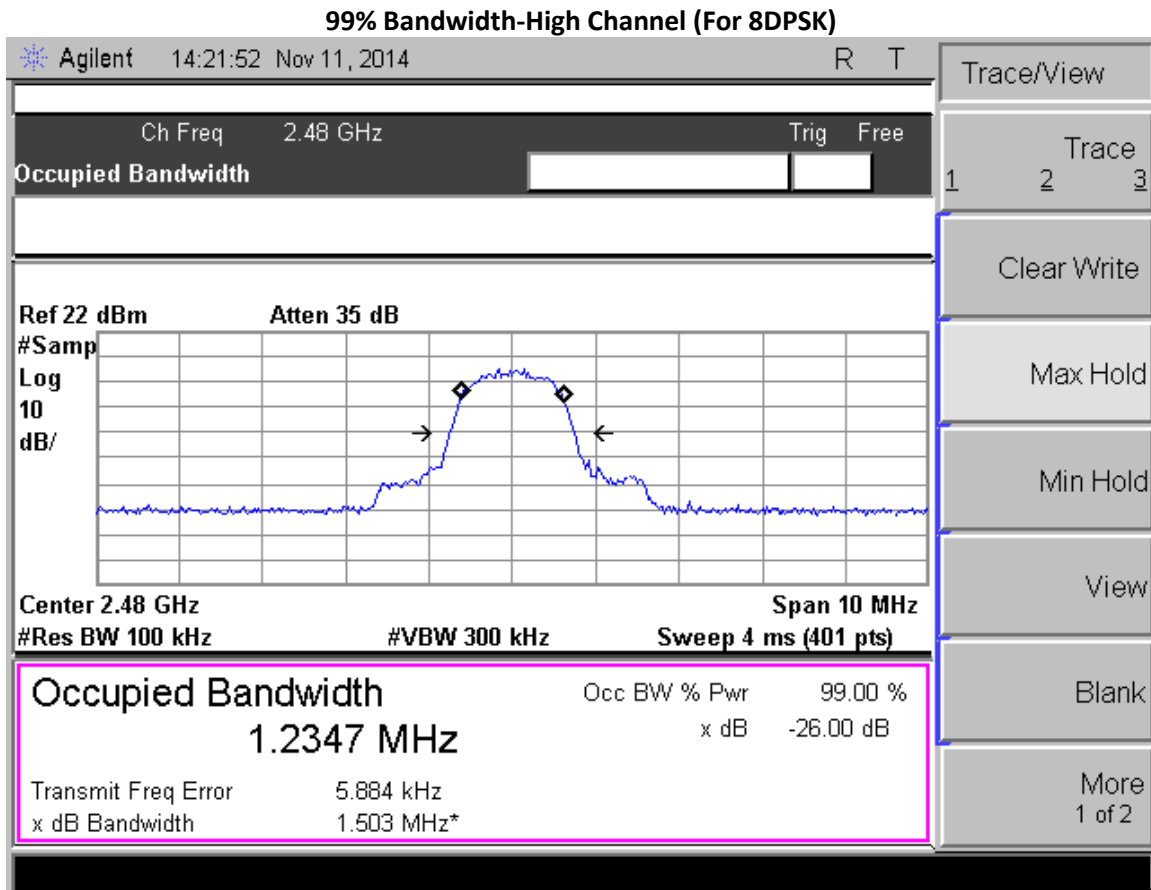 99% Bandwidth-High Channel (For 8DPSK)
Agilent 14:21:52 Nov 11, 2014 R T
Trace/View
Ch Freq 2.48 GHz Trig Free
Occupied Bandwidth
Trace
1 2 3
Clear Write
Ref 22 dBm Atten 35 dB
#Samp
Log
10
dB/
Max Hold
Min Hold
View
Center 2.48 GHz Span 10 MHz
#Res BW 100 kHz #VBW 300 kHz Sweep 4 ms (401 pts)
Occupied Bandwidth
1.2347 MHz
Occ BW % Pwr 99.00 %
x dB -26.00 dB
Transmit Freq Error 5.884 kHz
x dB Bandwidth 1.503 MHz*
Blank
More
1 of 2